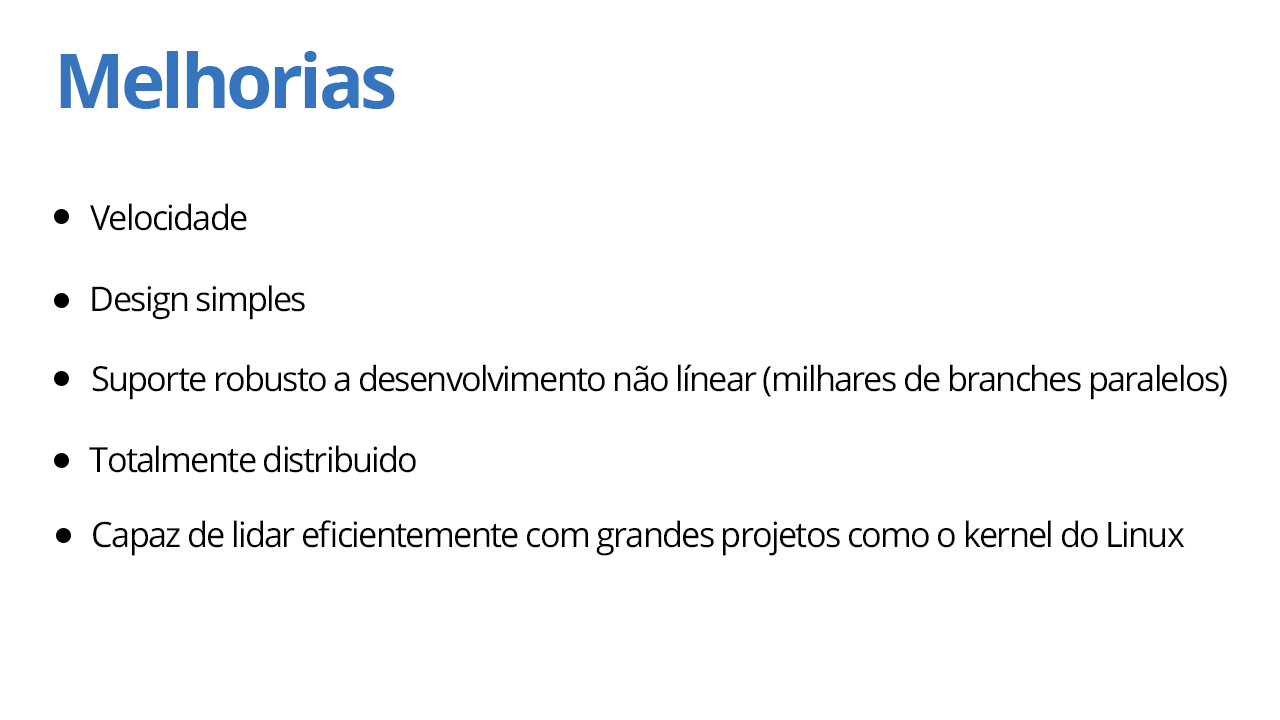 Melhorias
• Velocidade
• Design simples
• Suporte robusto a desenvolvimento não línear (milhares de branches paralelos)
• Totalmente distribuido
• Capaz de lidar eficientemente com grandes projetos como o kernel do Linux